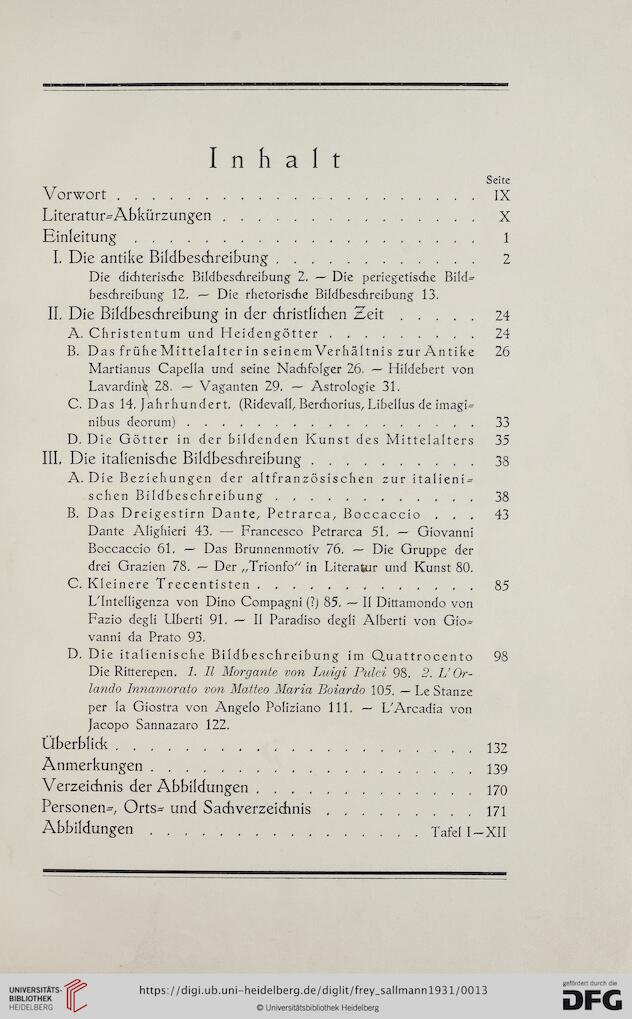 Inhalt
Seite
Vorwort . . . . . . . . . . . . . . . . IX
Literatur=Abkürzungen . . . . . . . . . . . . X
Einleitung . . . . . . . . . . . . . . . 1
I. Die antike Bildbeschreibung . . . . . . . . . . . 2
Die dichterische Bildbeschreibung 2. — Die periegetische Bild=
beschreibung 12. — Die rhetorische Bildbeschreibung 13.
II. Die Bildbeschreibung in der christlichen Zeit . . . . . 24
A. Christentum und Heidengötter . . . . . . . . . 24
B. Das frühe Mittelalter in seinem Verhältnis zur Antike 26
Martianus Capella und seine Nachfolger 26. — Hildebert von
Lavardin 28. — Vaganten 29. — Astrologie 31.
C. Das 14. Jahrhundert. (Ridevall, Berchorius, Libellus de imagi=
nibus deorum) . . . . . . . . . . . . . . . . 33
D. Die Götter in der bildenden Kunst des Mittelalters 35
III. Die italienische Bildbeschreibung . . . . . . . . . 38
A. Die Beziehungen der altfranzösischen zur italieni=
schen Bildbeschreibung . . . . . . . . . . . . 38
B. Das Dreigestirn Dante, Petrarca, Boccaccio . . . 43
Dante Alighieri 43. — Francesco Petrarca 51. — Giovanni
Boccaccio 61. — Das Brunnenmotiv 76. — Die Gruppe der
drei Grazien 78. — Der „Trionfo" in Literatur und Kunst 80.
C. Kleinere Trecentisten . . . . . . . . . . . . . 85
L'Intelligenza von Dino Compagni (?) 85. — Il Dittamondo von
Fazio degli Uberti 91. — Il Paradiso degli Alberti von Gio=
vanni da Prato 93.
D. Die italienische Bildbeschreibung im Quattrocento 98
Die Ritterepen. 1. Il Morgante von Luigi Pulci 98. 2. L'Or-
lando Innamorato von Matteo Maria Boiardo 105. — Le Stanze
per la Giostra von Angelo Poliziano 111. — L'Arcadia von
Jacopo Sannazaro 122.
Überblick . . . . . . . . . . . . . . . . 132
Anmerkungen . . . . . . . . . . . . . . . 139
Verzeichnis der Abbildungen . . . . . . . . . . 170
Personen=, Orts= und Sachverzeichnis . . . . . . . 171
Abbildungen . . . . . . . . . . . . . Tafel I—XII
UNIVERSITÄTS-
BIBLIOTHEK
HEIDELBERG
https://digi.ub.uni-heidelberg.de/diglit/frey_sallmann1931/0013
© Universitätsbibliothek Heidelberg
gefördert durch die
DFG